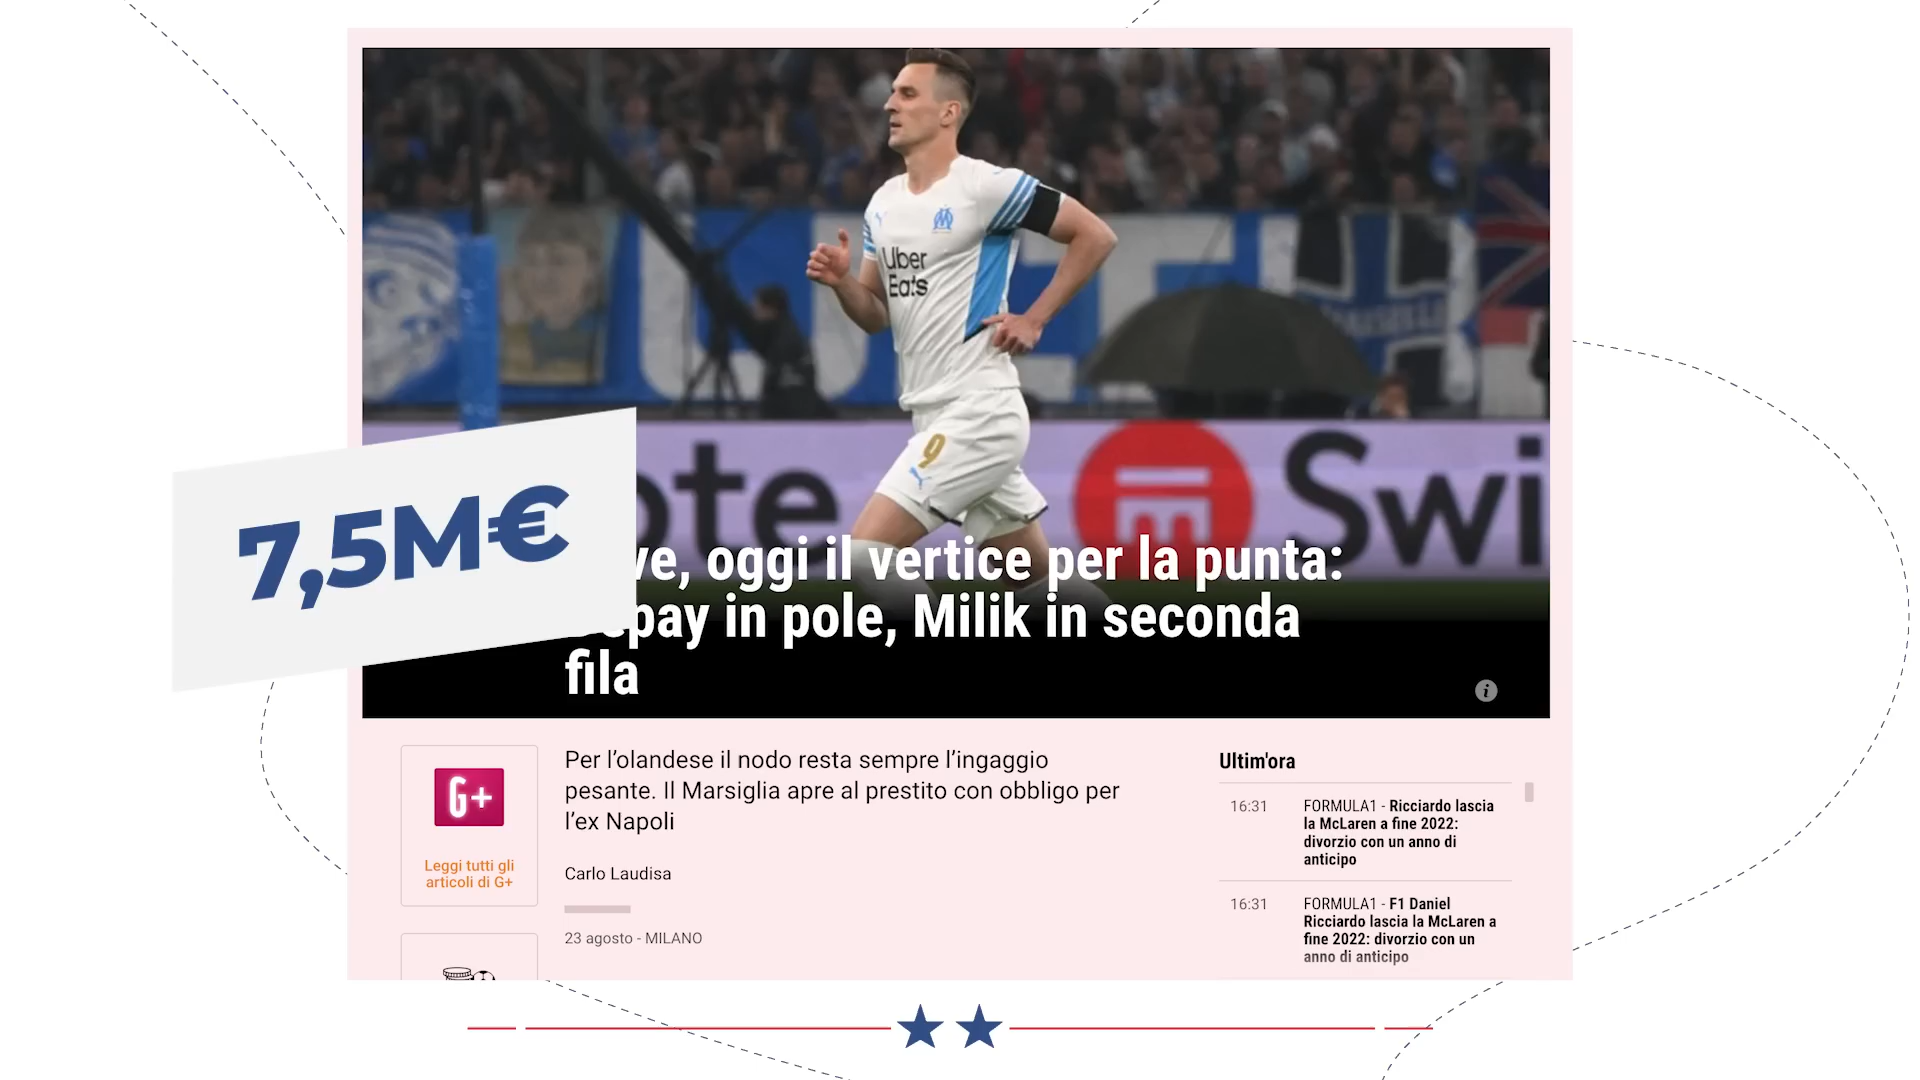 Uber
Eats
9
ote
Swi
7,5M€
ve, oggi il vertice per la punta:
pay in pole, Milik in seconda
fila
i
G+
Leggi tutti gli
articoli di G+
Per l’olandese il nodo resta sempre l’ingaggio
pesante. Il Marsiglia apre al prestito con obbligo per
l’ex Napoli
Carlo Laudisa
23 agosto - MILANO
Ultim'ora
16:31 FORMULA1 - Ricciardo lascia
la McLaren a fine 2022:
divorzio con un anno di
anticipo
16:31 FORMULA1 - F1 Daniel
Ricciardo lascia la McLaren a
fine 2022: divorzio con un
anno di anticipo